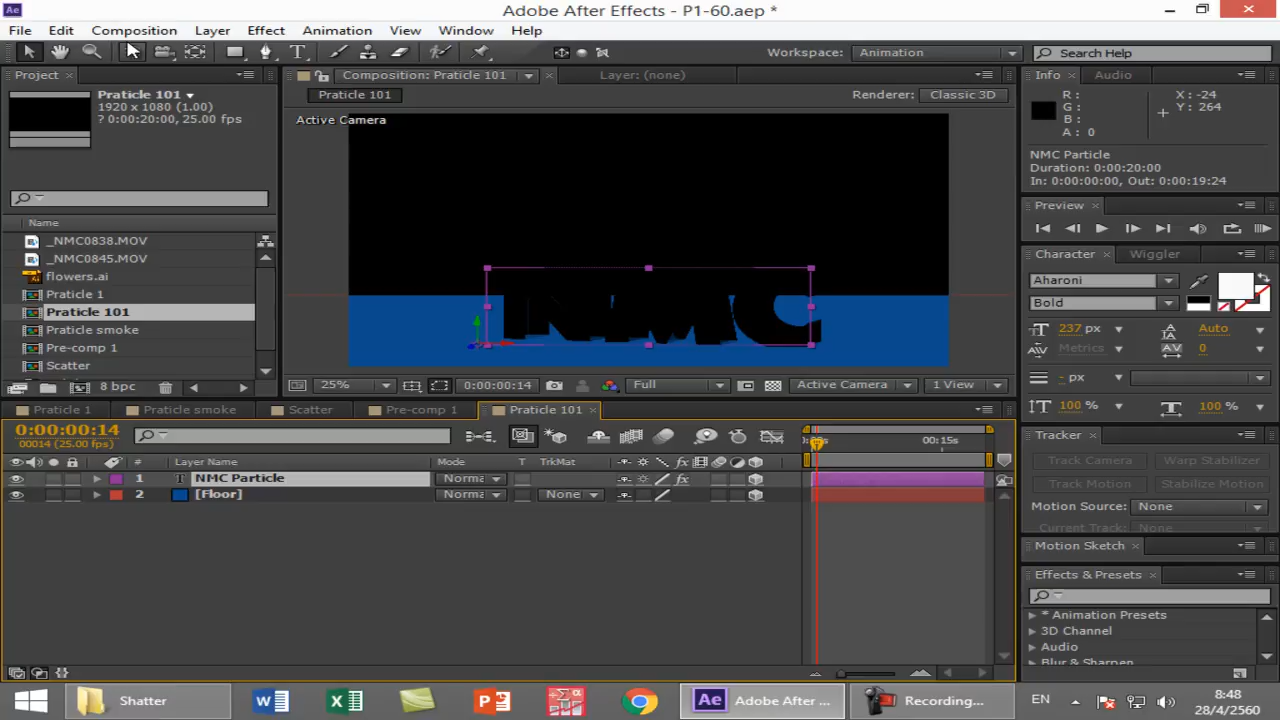 Adobe After Effects - P1-60.aep *
File Edit Composition Layer Effect Animation View Window Help
Workspace: Animation Search Help
Project
Praticle 101
1920 x 1080 (1.00)
? 0:00:20:00, 25.00 fps
Name
_NMC0838.MOV
_NMC0845.MOV
flowers.ai
Praticle 1
Praticle 101
Praticle smoke
Pre-comp 1
Scatter
8 bpc
Composition: Praticle 101 Layer: (none)
Praticle 101 Renderer: Classic 3D
Active Camera
NMC
25% 0:00:00:14 Full Active Camera 1 View
Info Audio
R :
G :
B :
A : 0
X : -24
Y : 264
NMC Particle
Duration: 0:00:20:00
In: 0:00:00:00, Out: 0:00:19:24
Preview
Character Wiggler
Aharoni
Bold
237 px Auto
Metrics 0
- px
100 % 100 %
Tracker
Track Camera Warp Stabilizer
Track Motion Stabilize Motion
Motion Source: None
Current Track: None
Motion Sketch
Effects & Presets
* Animation Presets
3D Channel
Audio
Blur & Sharpen
Praticle 1 Praticle smoke Scatter Pre-comp 1 Praticle 101
0:00:00:14
00014 (25.00 fps)
00:15s
# Layer Name Mode T TrkMat
1 T NMC Particle Norma
2 [Floor] Norma None
Shatter Adobe After ... Recording...
EN 8:48
28/4/2560